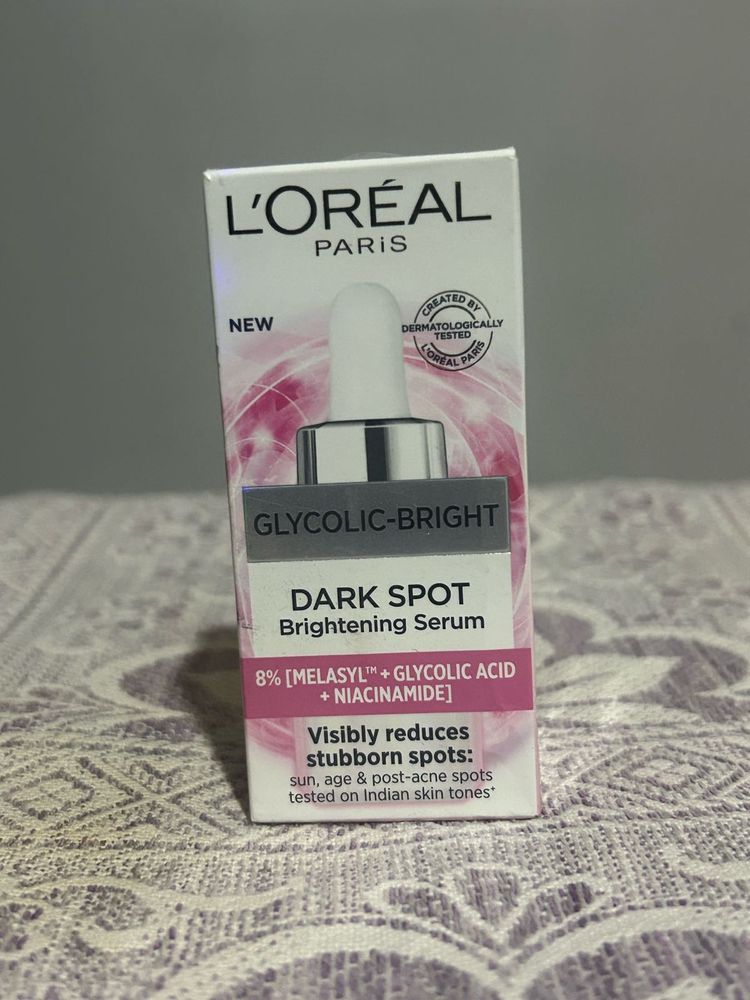 L'ORÉAL
PARiS
NEW
CREATED BY
DERMATOLOGICALLY
TESTED
L'ORÉAL PARIS
GLYCOLIC-BRIGHT
DARK SPOT
Brightening Serum
8% [MELASYL™ + GLYCOLIC ACID
+ NIACINAMIDE]
Visibly reduces
stubborn spots:
sun, age & post-acne spots
tested on Indian skin tones⁺